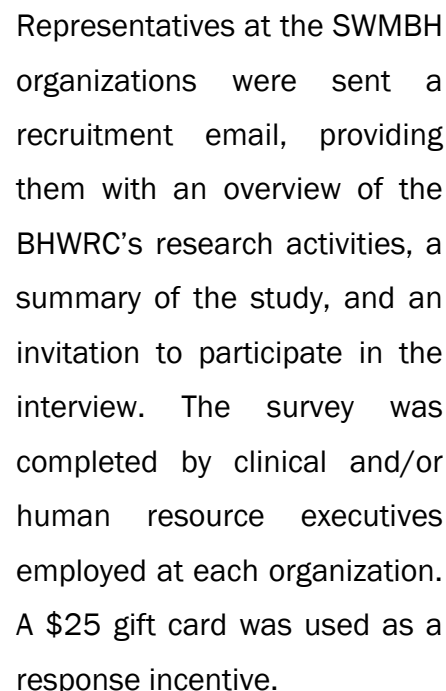 Representatives at the SWMBH
organizations were sent a
recruitment email, providing
them with an overview of the
BHWRC’s research activities, a
summary of the study, and an
invitation to participate in the
interview. The survey was
completed by clinical and/or
human resource executives
employed at each organization.
A $25 gift card was used as a
response incentive.